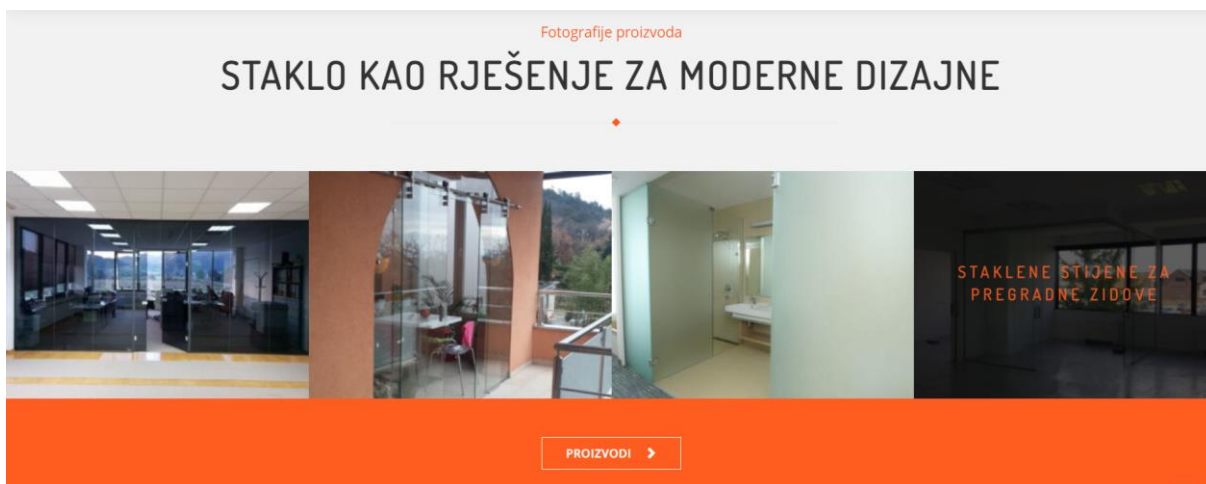 Fotografije proizvoda
STAKLO KAO RJEŠENJE ZA MODERNE DIZAJNE
STAKLENE STIJENE ZA
PREGRADNE ZIDOVE
PROIZVODI